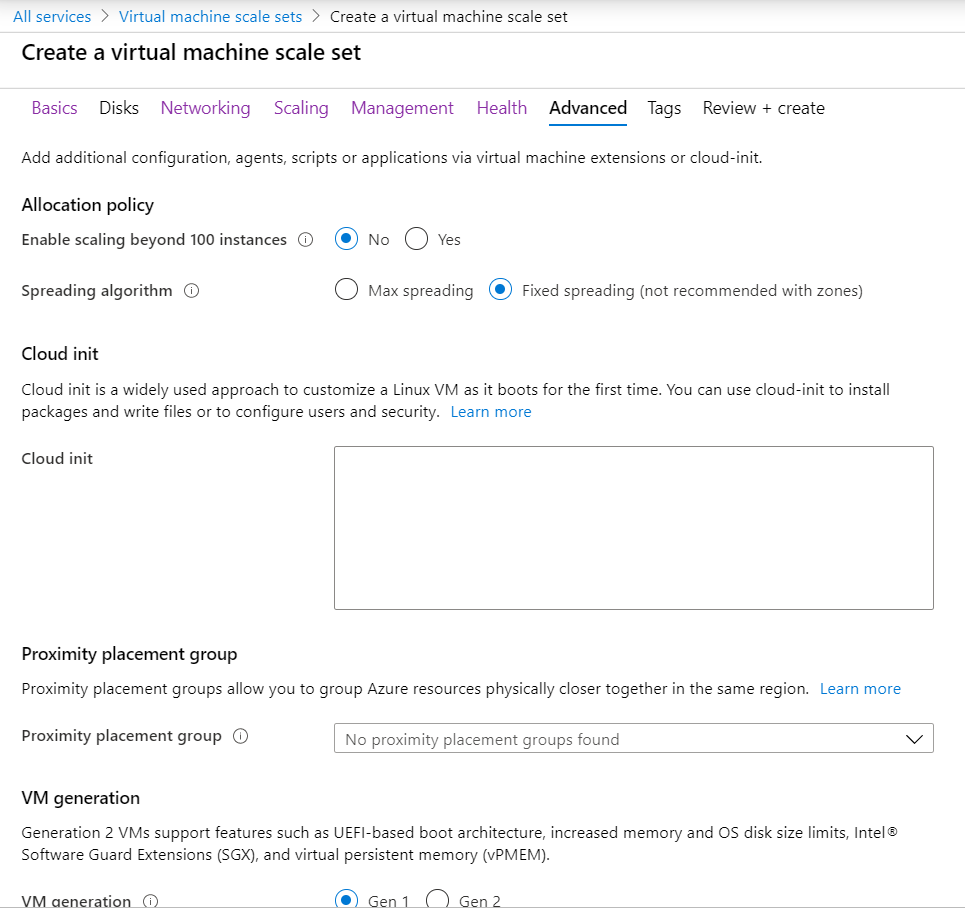 All services > Virtual machine scale sets > Create a virtual machine scale set
Create a virtual machine scale set
Basics Disks Networking Scaling Management Health Advanced Tags Review + create
Add additional configuration, agents, scripts or applications via virtual machine extensions or cloud-init.
Allocation policy
Enable scaling beyond 100 instances No Yes
Spreading algorithm Max spreading Fixed spreading (not recommended with zones)
Cloud init
Cloud init is a widely used approach to customize a Linux VM as it boots for the first time. You can use cloud-init to install
packages and write files or to configure users and security. Learn more
Cloud init
Proximity placement group
Proximity placement groups allow you to group Azure resources physically closer together in the same region. Learn more
Proximity placement group No proximity placement groups found
VM generation
Generation 2 VMs support features such as UEFI-based boot architecture, increased memory and OS disk size limits, Intel®
Software Guard Extensions (SGX), and virtual persistent memory (vPMEM).
VM generation Gen 1 Gen 2